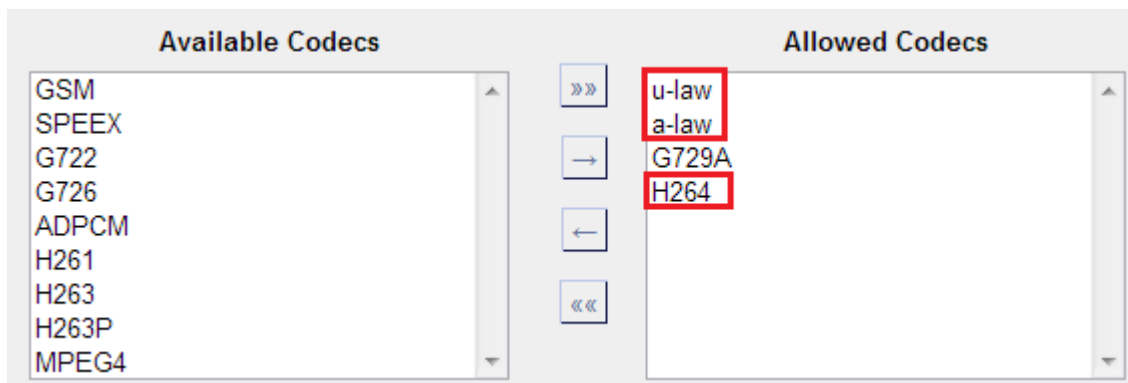 Available Codecs
GSM
SPEEX
G722
G726
ADPCM
H261
H263
H263P
MPEG4
»»
→
←
««
Allowed Codecs
u-law
a-law
G729A
H264